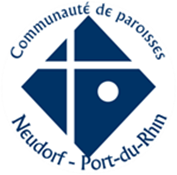 Communauté de paroisses
Neudorf - Port-du-Rhin